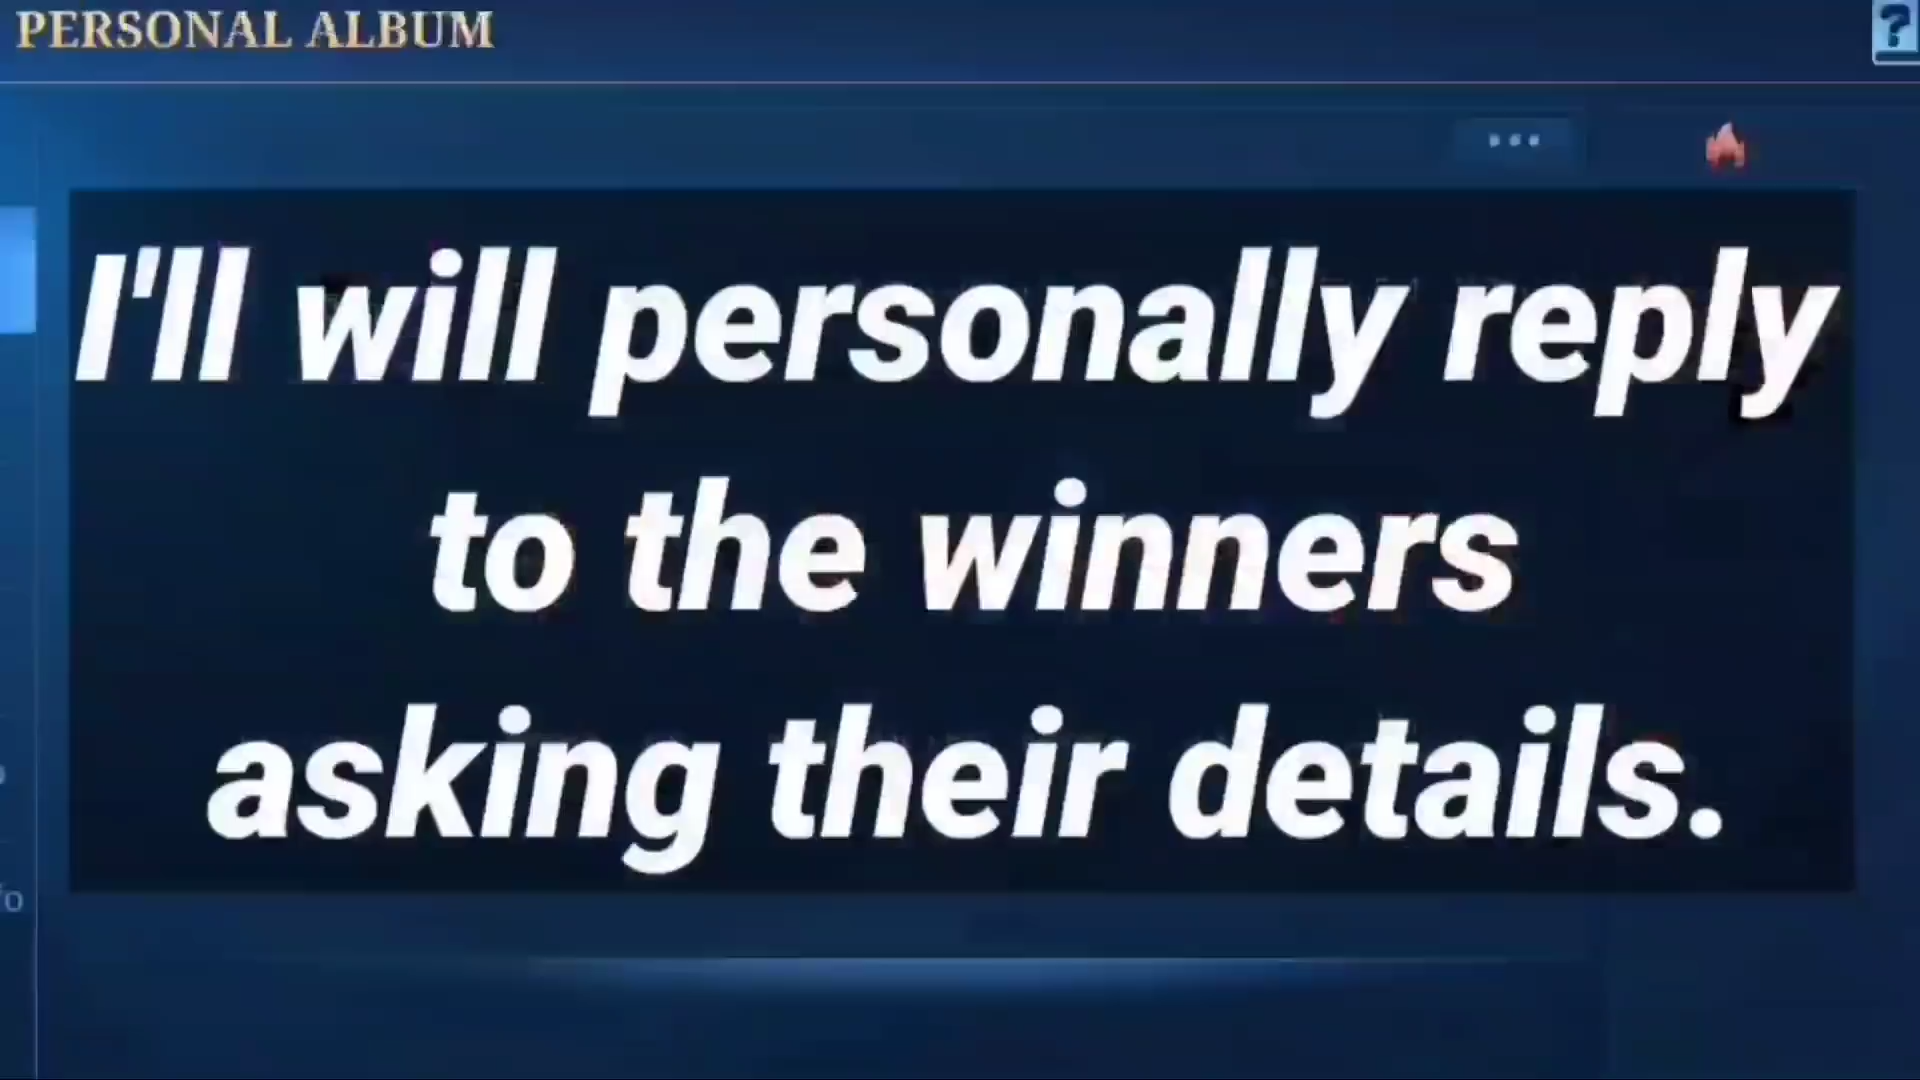 PERSONAL ALBUM
?
I'll will personally reply
to the winners
asking their details.